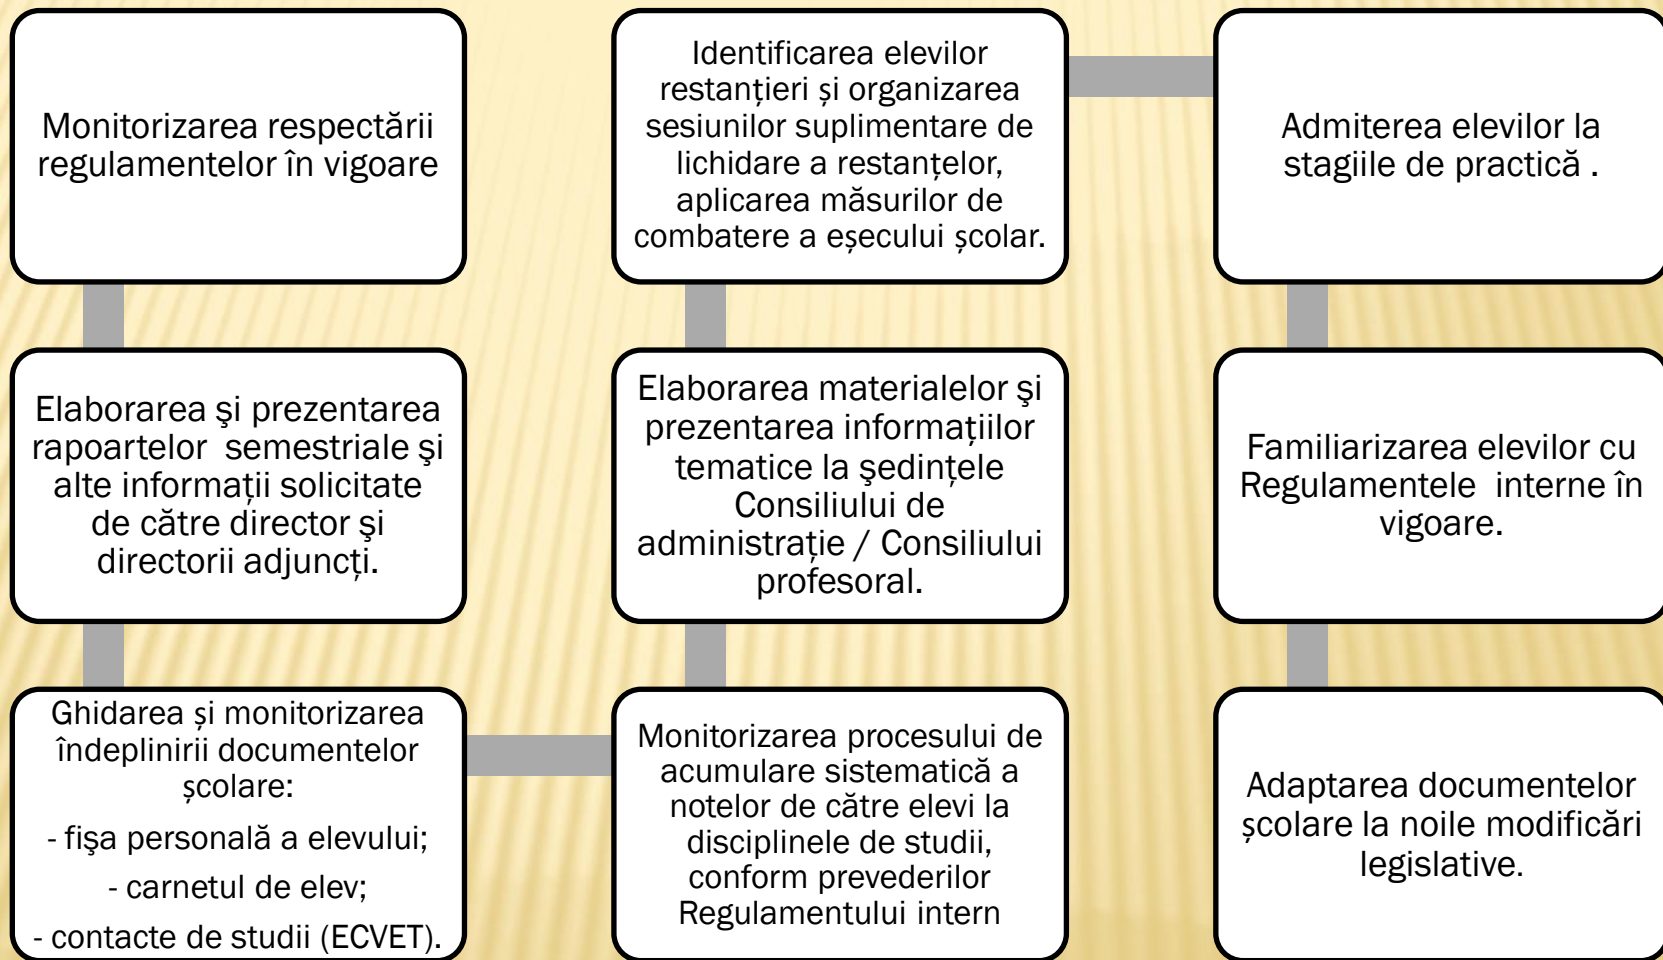 Monitorizarea respectării
regulamentelor în vigoare
Elaborarea şi prezentarea
rapoartelor semestriale şi
alte informații solicitate
de către director şi
directorii adjuncți.
Ghidarea și monitorizarea
îndeplinirii documentelor
școlare:
- fişa personală a elevului;
- carnetul de elev;
- contacte de studii (ECVET).
Monitorizarea procesului de
acumulare sistematică a
notelor de către elevi la
disciplinele de studii,
conform prevederilor
Regulamentului intern
Elaborarea materialelor şi
prezentarea informațiilor
tematice la şedințele
Consiliului de
administrație / Consiliului
profesoral.
Identificarea elevilor
restanțieri și organizarea
sesiunilor suplimentare de
lichidare a restanțelor,
aplicarea măsurilor de
combatere a eșecului școlar.
Admiterea elevilor la
stagiile de practică .
Familiarizarea elevilor cu
Regulamentele interne în
vigoare.
Adaptarea documentelor
școlare la noile modificări
legislative.